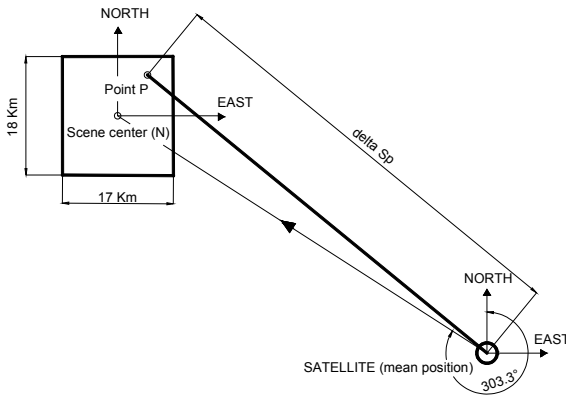 NORTH
Point P
EAST
18 Km
Scene center (N)
17 Km
delta Sp
NORTH
EAST
SATELLITE (mean position)
303.3°